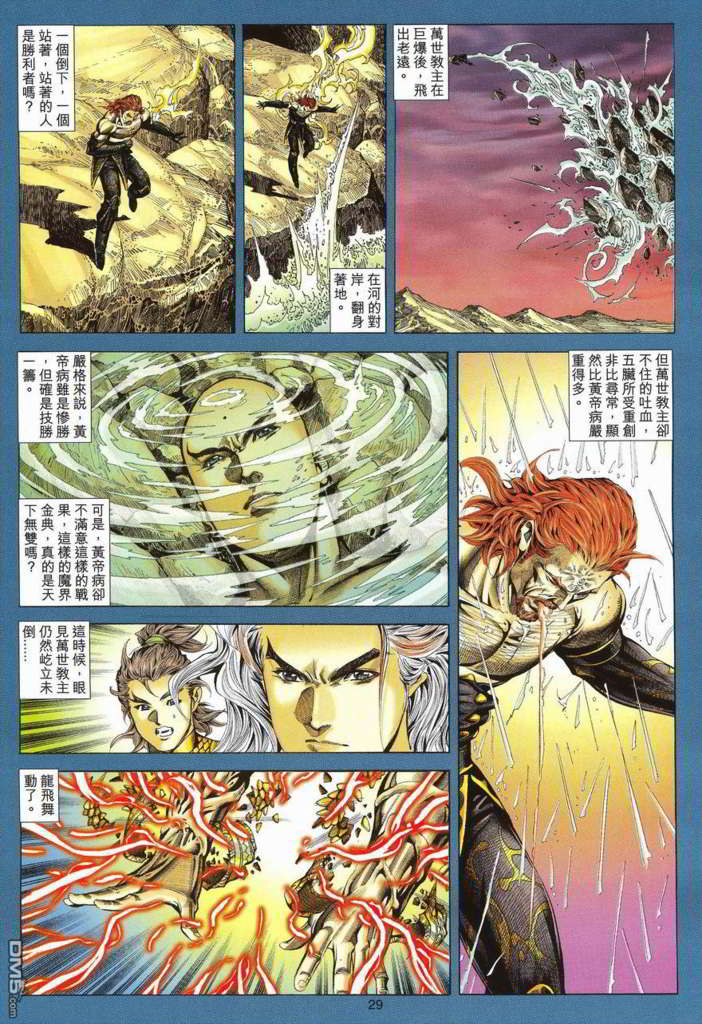 萬世教主在
巨爆後，飛
出老遠。
在河的對
岸，翻身
著地。
一個倒下，一個
站著，站著的人
是勝利者嗎？
但萬世教主卻
不住的吐血，
五臟所受重創
非比尋常，顯
然比黃帝病嚴
重得多。
嚴格來說，黃
帝病雖是慘勝
，但確是技勝
一籌。
可是，黃帝病卻
不滿意這樣的戰
果，這樣的魔界
金典，真的是天
下無雙嗎？
這時候，眼
見萬世教主
仍然屹立未
倒……
龍飛舞
動了。
29
DM5.com